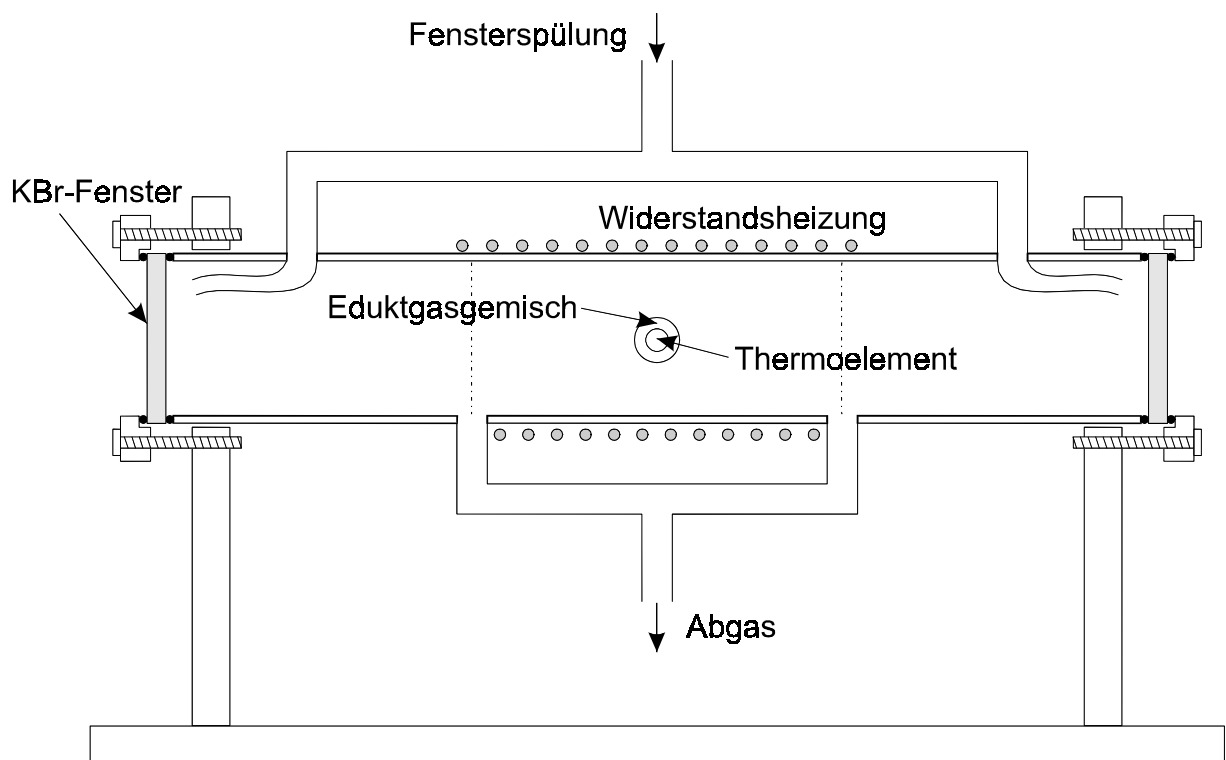 Fensterspülung
KBr-Fenster
Widerstandsheizung
Eduktgasgemisch
Thermoelement
Abgas